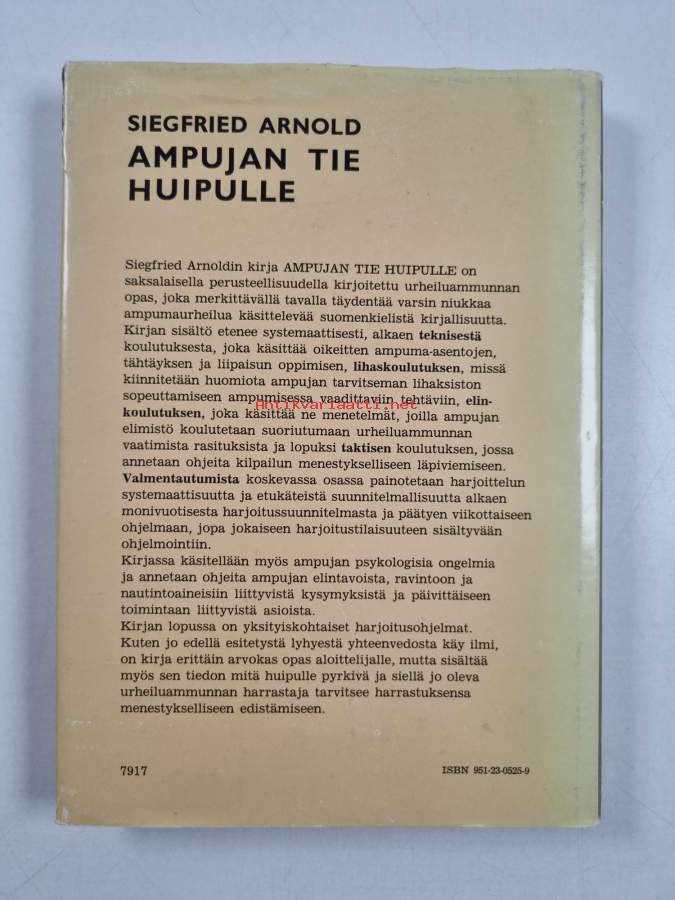 SIEGFRIED ARNOLD
AMPUJAN TIE
HUIPULLE
Siegfried Arnoldin kirja AMPUJAN TIE HUIPULLE on
saksalaisella perusteellisuudella kirjoitettu urheiluammunnan
opas, joka merkittävällä tavalla täydentää varsin niukkaa
ampumaurheilua käsittelevää suomenkielistä kirjallisuutta.
Kirjan sisältö etenee systemaattisesti, alkaen teknisestä
koulutuksesta, joka käsittää oikeitten ampuma-asentojen,
tähtäyksen ja liipaisun oppimisen, lihaskoulutuksen, missä
kiinnitetään huomiota ampujan tarvitseman lihaksiston
sopeuttamiseen ampumisessa vaadittaviin tehtäviin, elin-
Antikvariaatti.net
koulutuksen, joka käsittää ne menetelmät, joilla ampujan
elimistö koulutetaan suoriutumaan urheiluammunnan
vaatimista rasituksista ja lopuksi taktisen koulutuksen, jossa
annetaan ohjeita kilpailun menestykselliseen läpiviemiseen.
Valmentautumista koskevassa osassa painotetaan harjoittelun
systemaattisuutta ja etukäteistä suunnitelmallisuutta alkaen
monivuotisesta harjoitussuunnitelmasta ja päätyen viikottaiseen
ohjelmaan, jopa jokaiseen harjoitustilaisuuteen sisältyvään
ohjelmointiin.
Kirjassa käsitellään myös ampujan psykologisia ongelmia
ja annetaan ohjeita ampujan elintavoista, ravintoon ja
nautintoaineisiin liittyvistä kysymyksistä ja päivittäiseen
toimintaan liittyvistä asioista.
Kirjan lopussa on yksityiskohtaiset harjoitusohjelmat.
Kuten jo edellä esitetystä lyhyestä yhteenvedosta käy ilmi,
on kirja erittäin arvokas opas aloittelijalle, mutta sisältää
myös sen tiedon mitä huipulle pyrkivä ja siellä jo oleva
urheiluammunnan harrastaja tarvitsee harrastuksensa
menestykselliseen edistämiseen.
7917
ISBN 951-23-0525-9